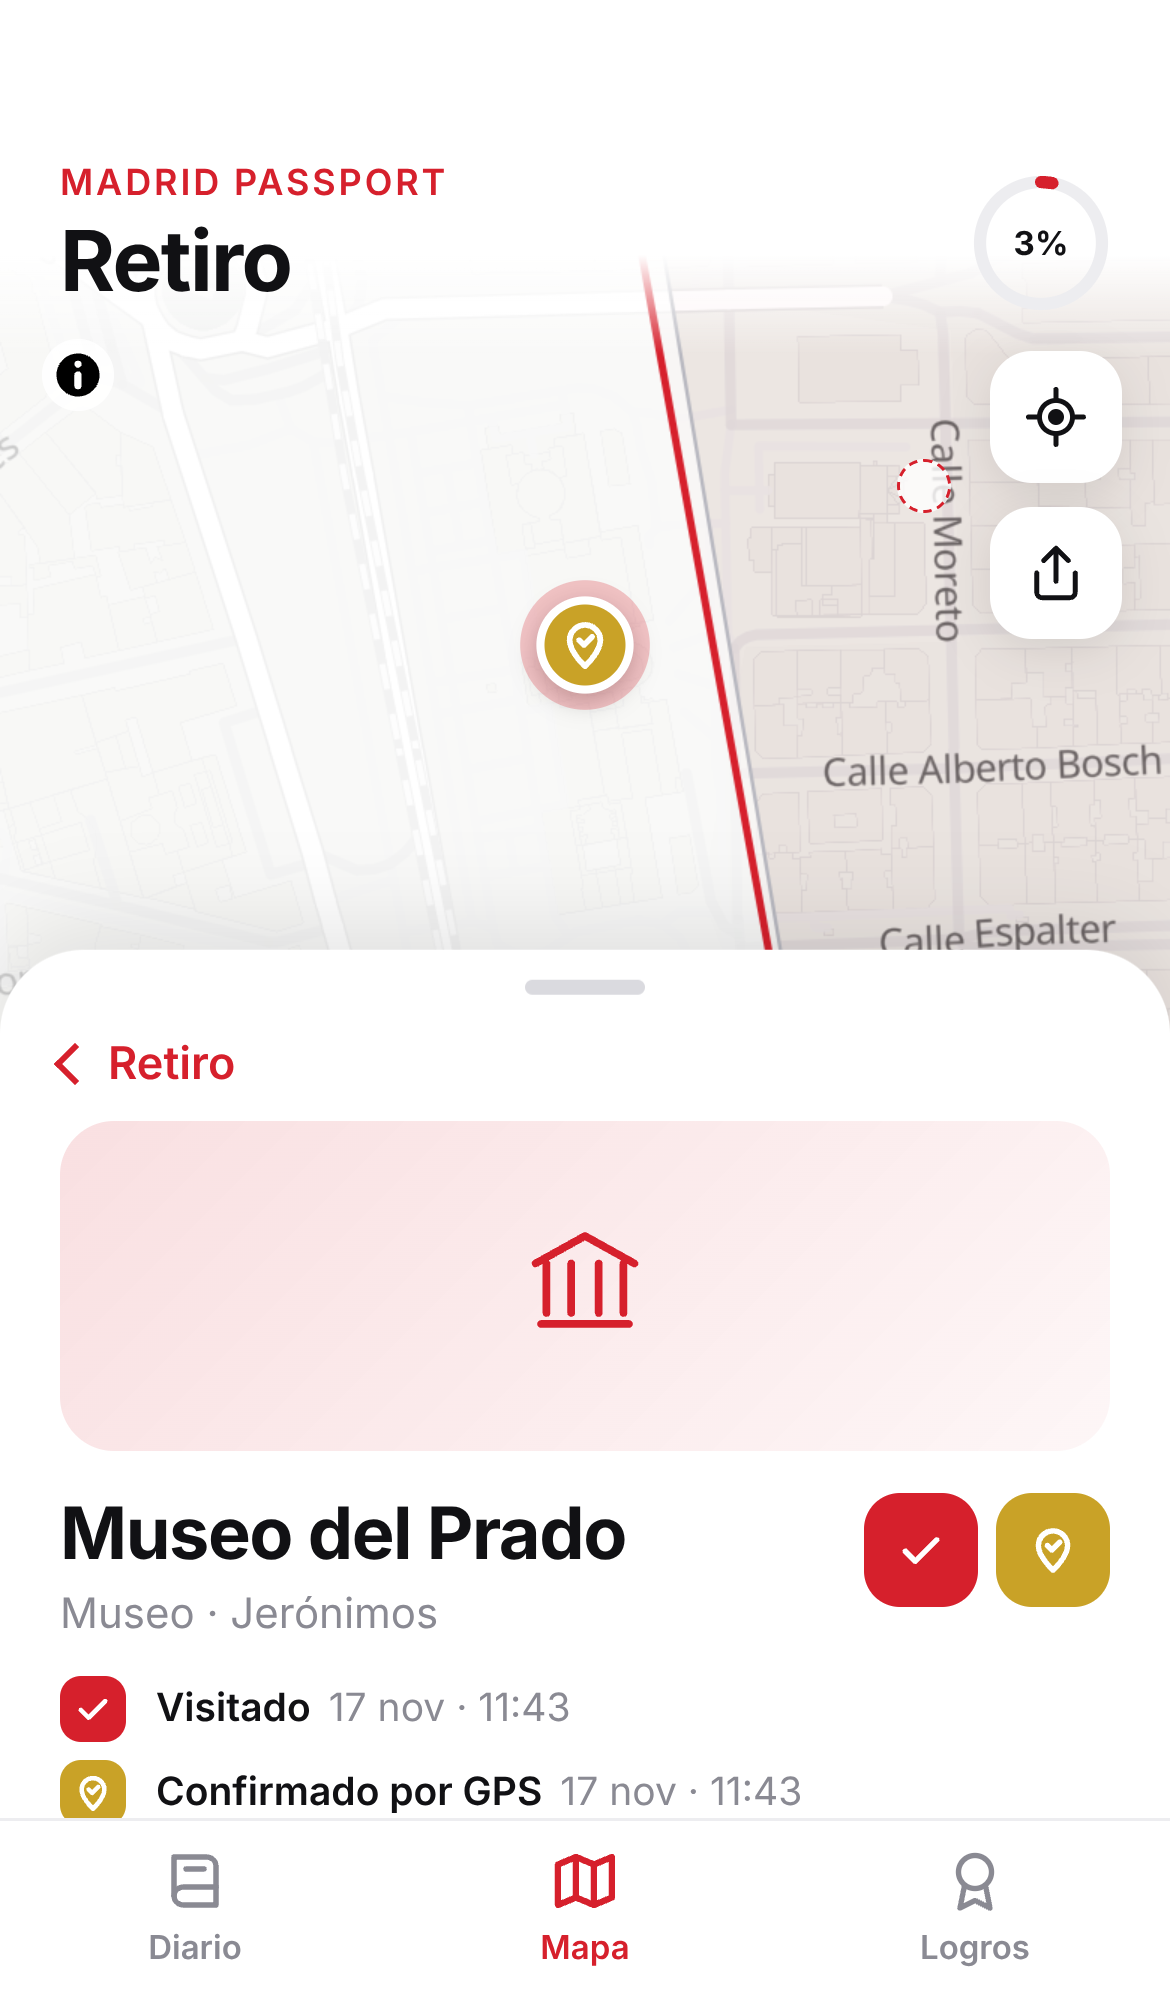 MADRID PASSPORT
Retiro
3%
Calle Moreto
Calle Alberto Bosch
Calle Espalter
Retiro
Museo del Prado
Museo · Jerónimos
Visitado 17 nov · 11:43
Confirmado por GPS 17 nov · 11:43
Diario
Mapa
Logros